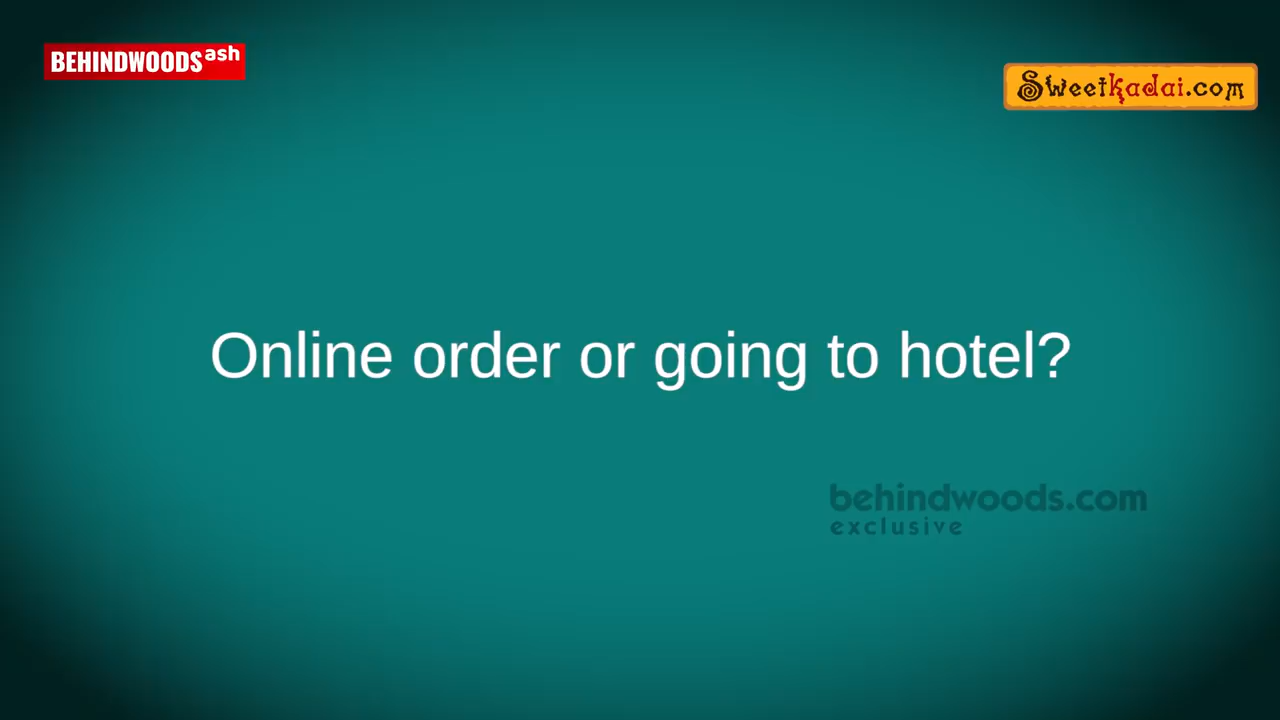 BEHINDWOODS ash
Sweetkadai.com
Online order or going to hotel?
behindwoods.com
exclusive